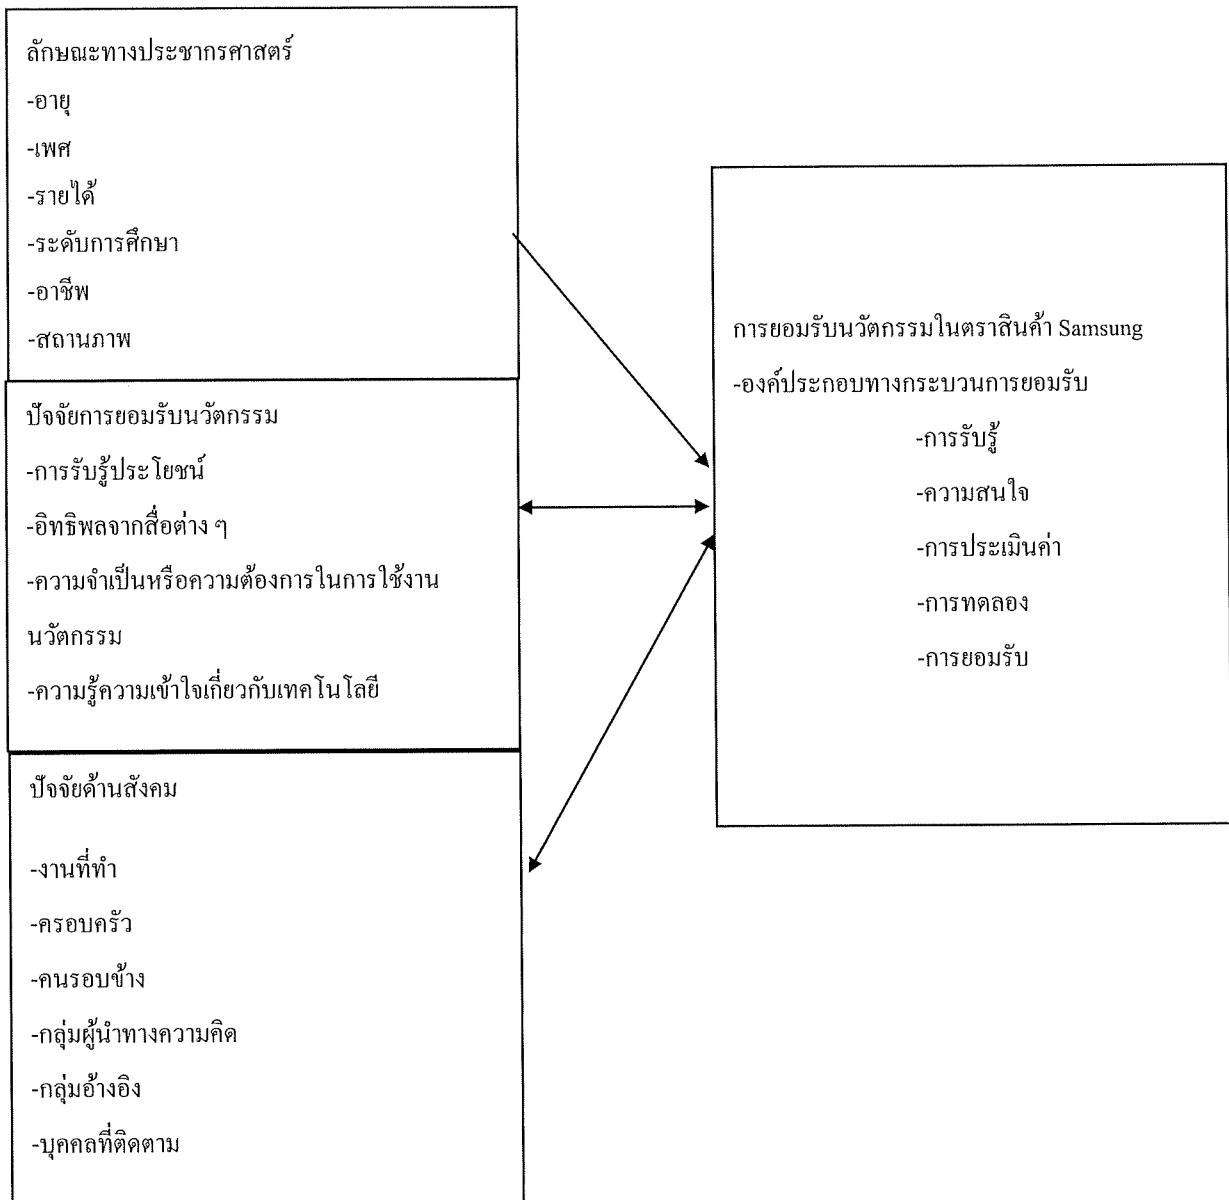 ลักษณะทางประชากรศาสตร์
-อายุ
-เพศ
-รายได้
-ระดับการศึกษา
-อาชีพ
-สถานภาพ
ปัจจัยการยอมรับนวัตกรรม
-การรับรู้ประโยชน์
-อิทธิพลจากสื่อต่าง ๆ
-ความจำเป็นหรือความต้องการในการใช้งาน
นวัตกรรม
-ความรู้ความเข้าใจเกี่ยวกับเทคโนโลยี
ปัจจัยด้านสังคม
-งานที่ทำ
-ครอบครัว
-คนรอบข้าง
-กลุ่มผู้นำทางความคิด
-กลุ่มอ้างอิง
-บุคคลที่ติดตาม
การยอมรับนวัตกรรมในตราสินค้า Samsung
-องค์ประกอบทางกระบวนการยอมรับ
-การรับรู้
-ความสนใจ
-การประเมินค่า
-การทดลอง
-การยอมรับ